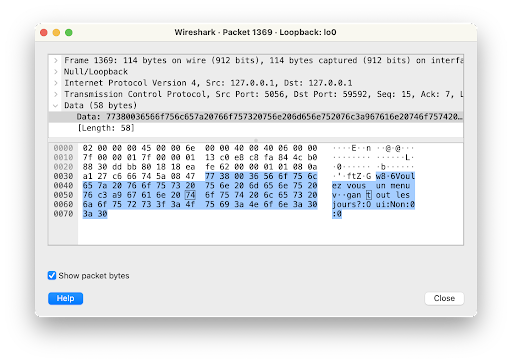 Wireshark · Packet 1369 · Loopback: lo0
Frame 1369: 114 bytes on wire (912 bits), 114 bytes captured (912 bits) on interfa
Null/Loopback
Internet Protocol Version 4, Src: 127.0.0.1, Dst: 127.0.0.1
Transmission Control Protocol, Src Port: 5056, Dst Port: 59592, Seq: 15, Ack: 7, L
Data (58 bytes)
Data: 77380036566f756c657a20766f757320756e206d656e752076c3a967616e20746f757420…
[Length: 58]
0000 02 00 00 00 45 00 00 6e 00 00 40 00 40 06 00 00 ····E··n ··@·@···
0010 7f 00 00 01 7f 00 00 01 13 c0 e8 c8 fa 84 4c b0 ········ ······L·
0020 88 30 dd bb 80 18 18 ea fe 62 00 00 01 01 08 0a ·0······ ·b······
0030 a1 27 c6 66 74 5a 08 47 77 38 00 36 56 6f 75 6c ·'·ftZ·G w8·6Voul
0040 65 7a 20 76 6f 75 73 20 75 6e 20 6d 65 6e 75 20 ez vous un menu
0050 76 c3 a9 67 61 6e 20 74 6f 75 74 20 6c 65 73 20 v··gan t out les
0060 6a 6f 75 72 73 3f 3a 4f 75 69 3a 4e 6f 6e 3a 30 jours?:O ui:Non:0
0070 3a 30 :0
Show packet bytes
Help
Close